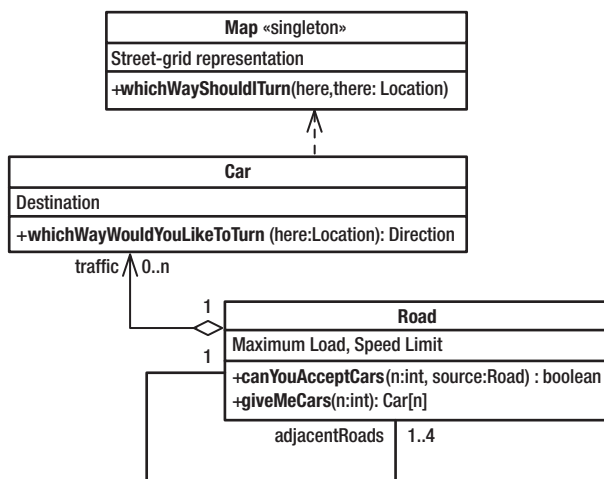 Map «singleton»
Street-grid representation
+whichWayShouldITurn(here,there: Location)
Car
Destination
+whichWayWouldYouLikeToTurn (here:Location): Direction
traffic 0..n
1
Road
1
Maximum Load, Speed Limit
+canYouAcceptCars(n:int, source:Road) : boolean
+giveMeCars(n:int): Car[n]
adjacentRoads 1..4